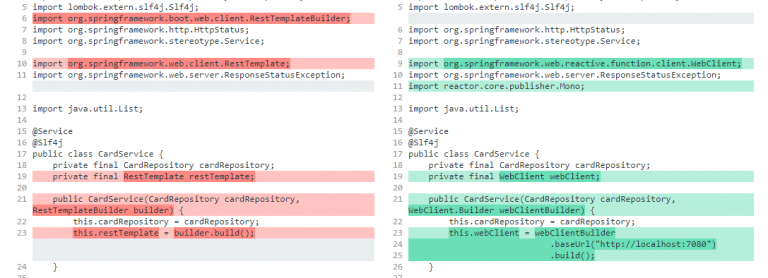 5 import lombok.extern.slf4j.Slf4j;
6 import org.springframework.boot.web.client.RestTemplateBuilder;
7 import org.springframework.http.HttpStatus;
8 import org.springframework.stereotype.Service;
9
10 import org.springframework.web.client.RestTemplate;
11 import org.springframework.web.server.ResponseStatusException;
12
13 import java.util.List;
14
15 @Service
16 @Slf4j
17 public class CardService {
18 private final CardRepository cardRepository;
19 private final RestTemplate restTemplate;
20
21 public CardService(CardRepository cardRepository,
RestTemplateBuilder builder) {
22 this.cardRepository = cardRepository;
23 this.restTemplate = builder.build();
24 }
5 import lombok.extern.slf4j.Slf4j;
6 import org.springframework.http.HttpStatus;
7 import org.springframework.stereotype.Service;
8
9 import org.springframework.web.reactive.function.client.WebClient;
10 import org.springframework.web.server.ResponseStatusException;
11 import reactor.core.publisher.Mono;
12
13 import java.util.List;
14
15 @Service
16 @Slf4j
17 public class CardService {
18 private final CardRepository cardRepository;
19 private final WebClient webClient;
20
21 public CardService(CardRepository cardRepository,
WebClient.Builder webClientBuilder) {
22 this.cardRepository = cardRepository;
23 this.webClient = webClientBuilder
24 .baseUrl("http://localhost:7080")
25 .build();
26 }